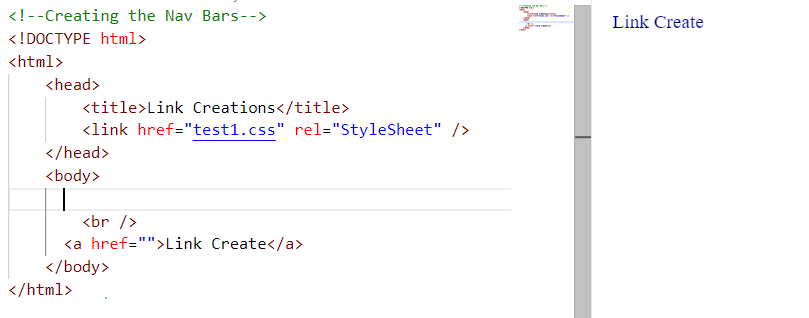 <!--Creating the Nav Bars-->
<!DOCTYPE html>
<html>
<head>
<title>Link Creations</title>
<link href="test1.css" rel="StyleSheet" />
</head>
<body>
<br />
<a href="">Link Create</a>
</body>
</html>
Link Create